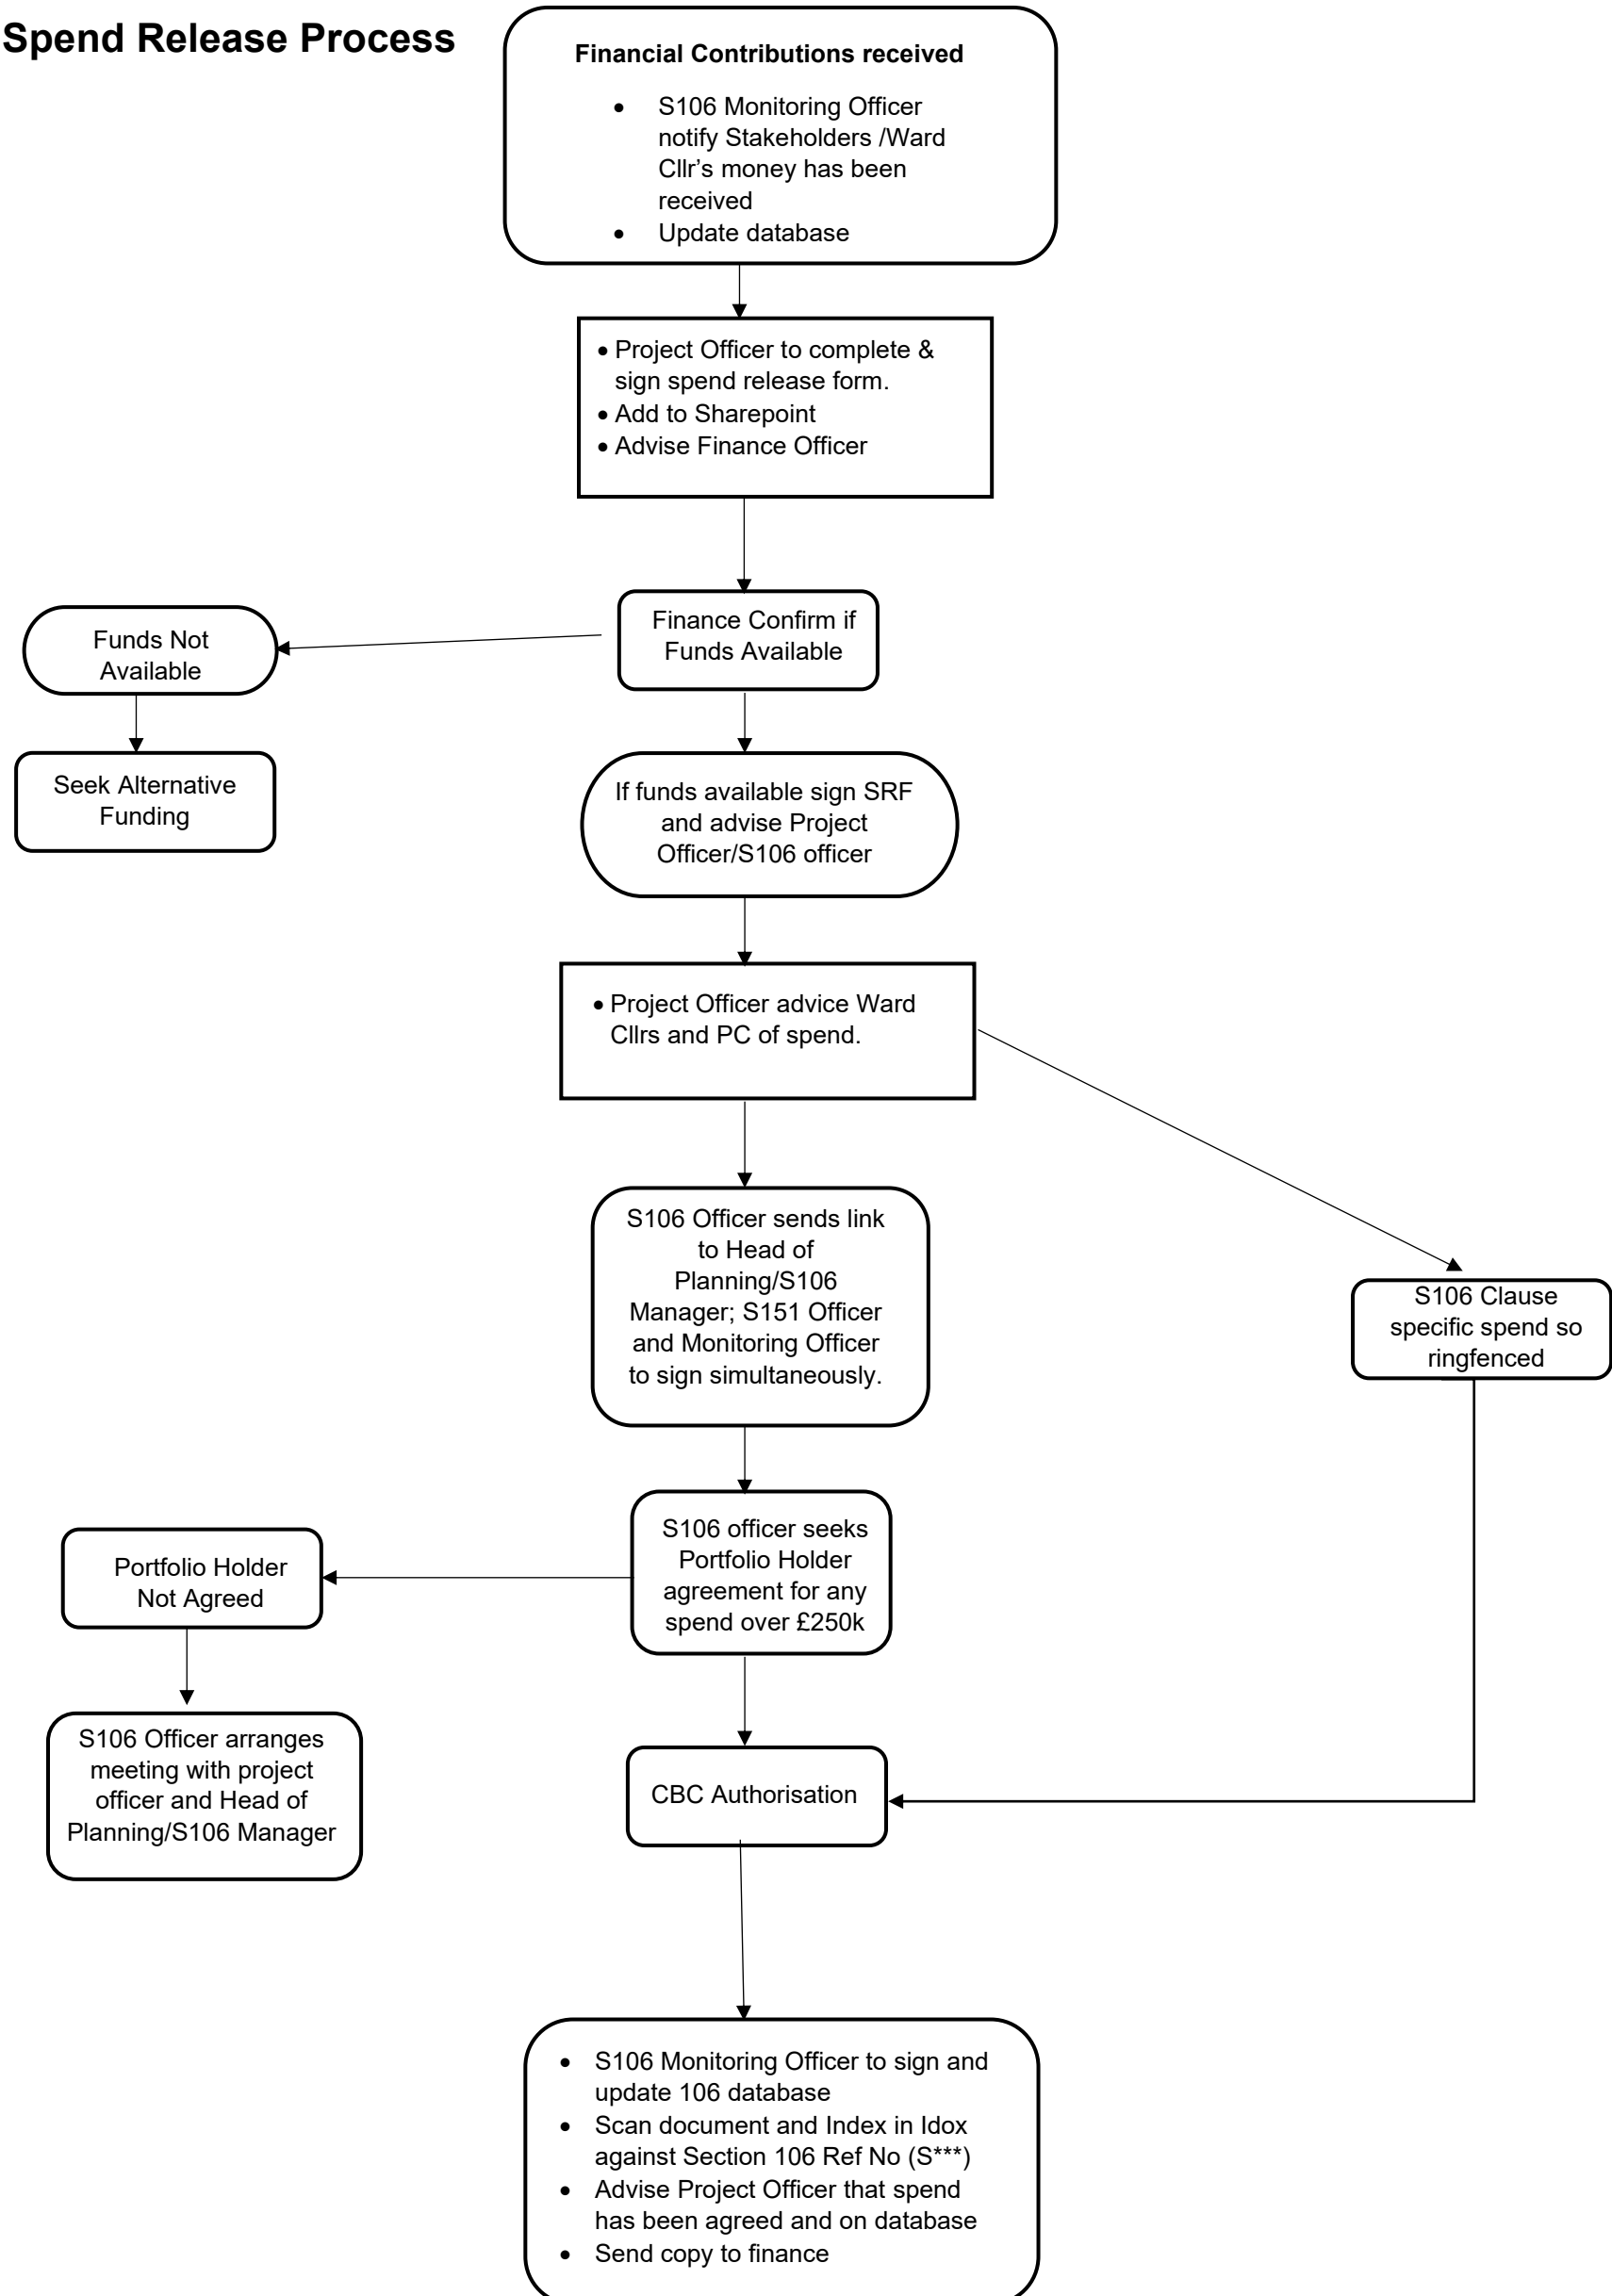 Spend Release Process
Financial Contributions received
• S106 Monitoring Officer
notify Stakeholders /Ward
Cllr’s money has been
received
• Update database
• Project Officer to complete &
sign spend release form.
• Add to Sharepoint
• Advise Finance Officer
Finance Confirm if
Funds Available
Funds Not
Available
Seek Alternative
Funding
If funds available sign SRF
and advise Project
Officer/S106 officer
• Project Officer advice Ward
Cllrs and PC of spend.
S106 Officer sends link
to Head of
Planning/S106
Manager; S151 Officer
and Monitoring Officer
to sign simultaneously.
S106 Clause
specific spend so
ringfenced
S106 officer seeks
Portfolio Holder
agreement for any
spend over £250k
Portfolio Holder
Not Agreed
S106 Officer arranges
meeting with project
officer and Head of
Planning/S106 Manager
CBC Authorisation
• S106 Monitoring Officer to sign and
update 106 database
• Scan document and Index in Idox
against Section 106 Ref No (S***)
• Advise Project Officer that spend
has been agreed and on database
• Send copy to finance